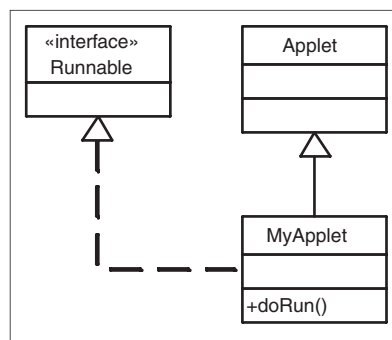 «interface»
Runnable
Applet
MyApplet
+doRun()